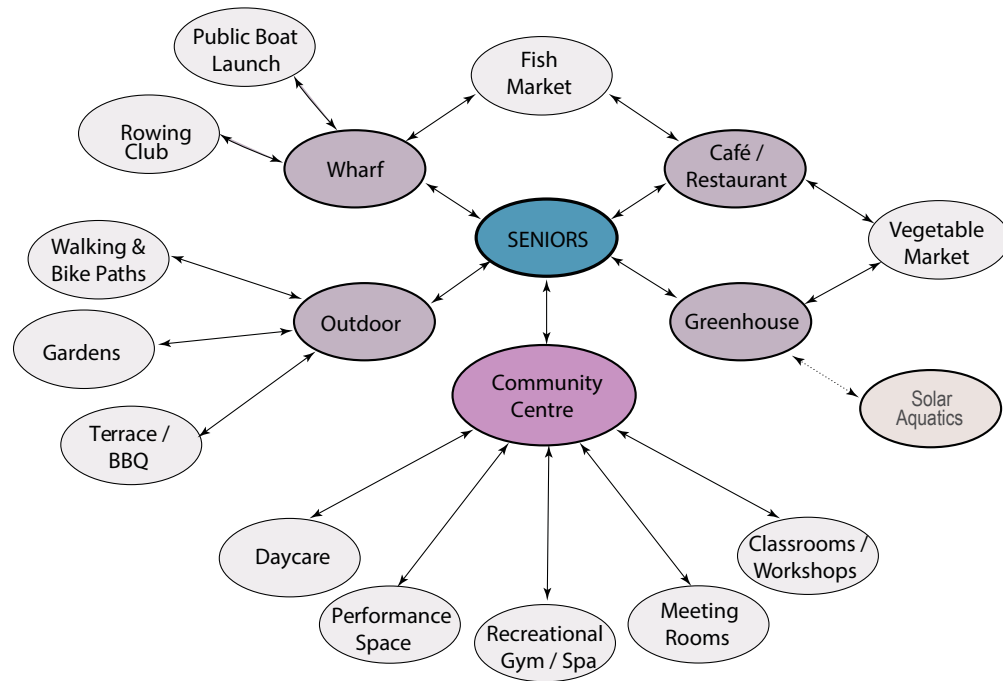 Public Boat
Launch
Fish
Market
Rowing
Club
Wharf
Café /
Restaurant
SENIORS
Walking &
Bike Paths
Vegetable
Market
Outdoor
Greenhouse
Gardens
Community
Centre
Solar
Aquatics
Terrace /
BBQ
Daycare
Classrooms /
Workshops
Performance
Space
Meeting
Rooms
Recreational
Gym / Spa